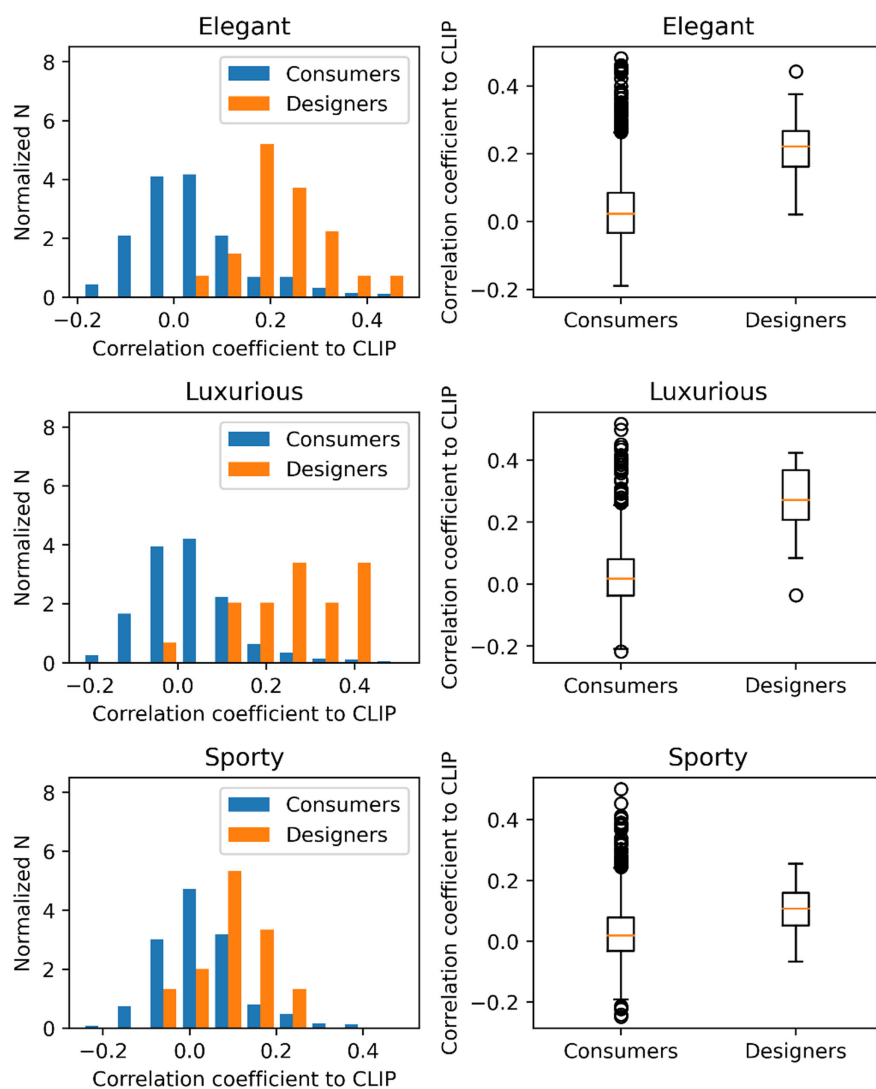 Elegant
8
6
4
2
0
Normalized N
Consumers
Designers
−0.2 0.0 0.2 0.4
Correlation coefficient to CLIP
Elegant
0.4
0.2
0.0
−0.2
Correlation coefficient to CLIP
Consumers Designers
Luxurious
8
6
4
2
0
Normalized N
Consumers
Designers
−0.2 0.0 0.2 0.4
Correlation coefficient to CLIP
Luxurious
0.4
0.2
0.0
−0.2
Correlation coefficient to CLIP
Consumers Designers
Sporty
8
6
4
2
0
Normalized N
Consumers
Designers
−0.2 0.0 0.2 0.4
Correlation coefficient to CLIP
Sporty
0.4
0.2
0.0
−0.2
Correlation coefficient to CLIP
Consumers Designers